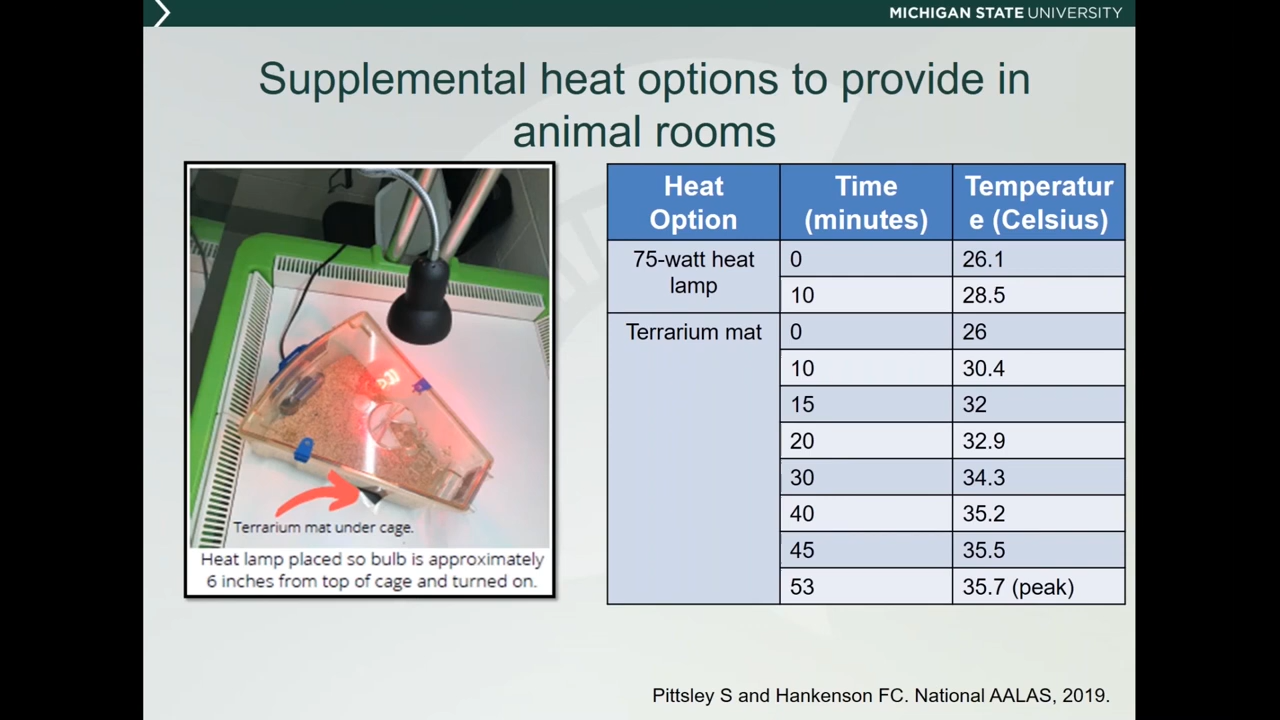 MICHIGAN STATE UNIVERSITY
Supplemental heat options to provide in
animal rooms
Terrarium mat under cage.
Heat lamp placed so bulb is approximately
6 inches from top of cage and turned on.
Heat Option Time (minutes) Temperatur
e (Celsius)
75-watt heat lamp 0 26.1
10 28.5
Terrarium mat 0 26
10 30.4
15 32
20 32.9
30 34.3
40 35.2
45 35.5
53 35.7 (peak)
Pittsley S and Hankenson FC. National AALAS, 2019.